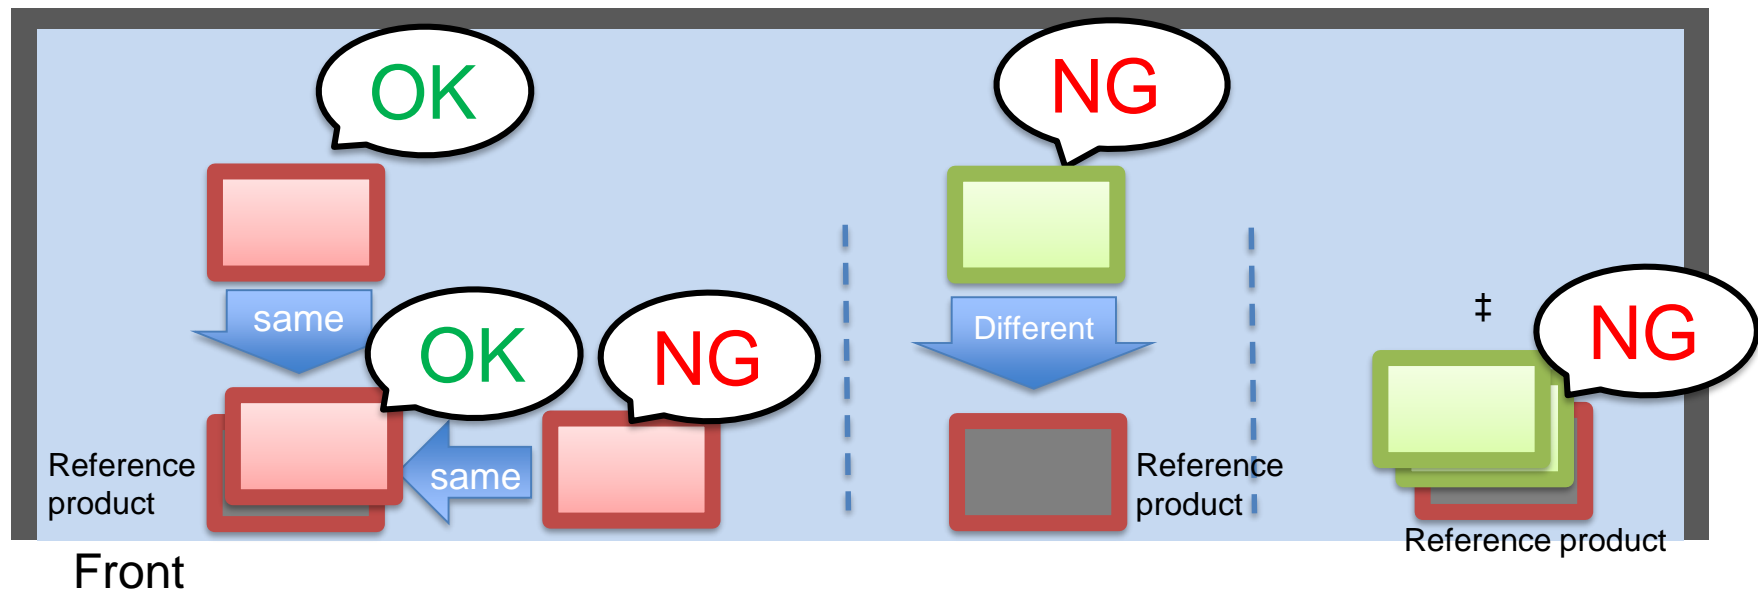 OK
NG
same
OK
NG
Different
‡
NG
Reference
product
same
Reference
product
Reference product
Front